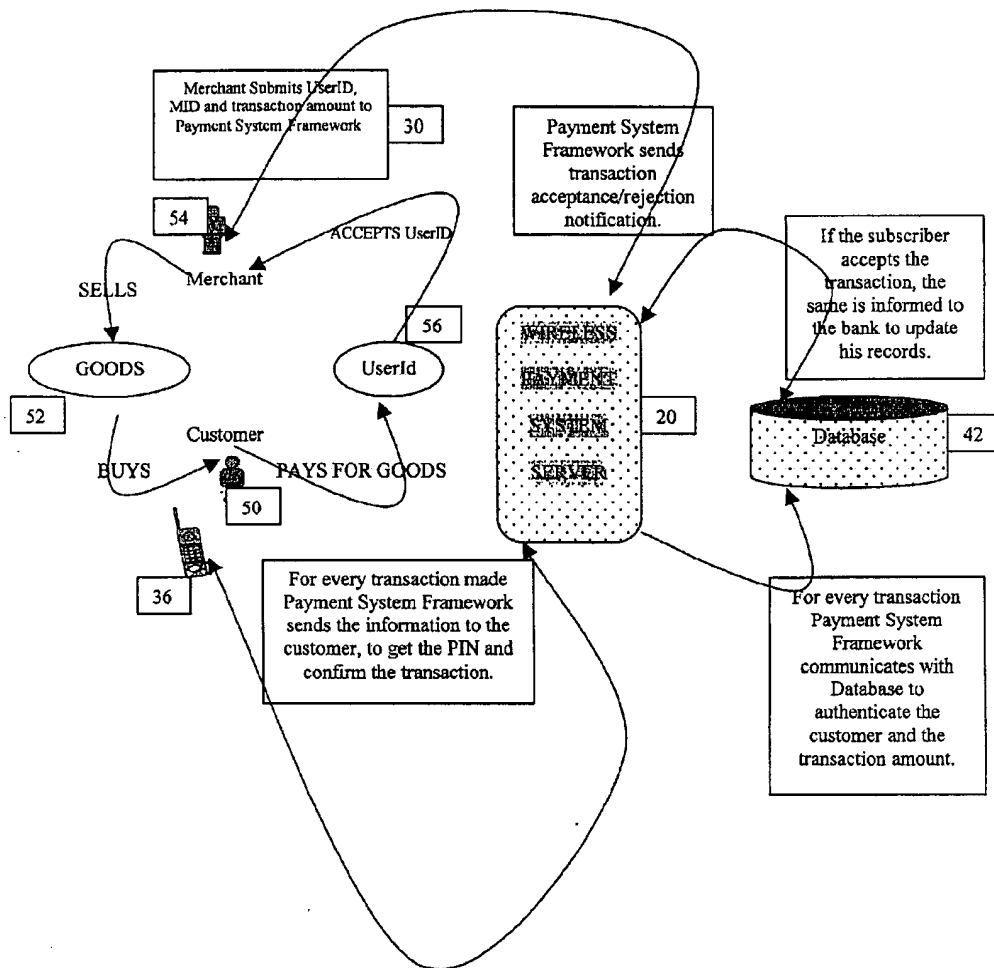 Merchant Submits UserID,
MID and transaction amount to
Payment System Framework
30
Payment System
Framework sends
transaction
acceptance/rejection
notification.
54
ACCEPTS UserID
Merchant
SELLS
If the subscriber
accepts the
transaction, the
same is informed to
the bank to update
his records.
56
GOODS
UserId
52
WIRELESS
PAYMENT
SYSTEM
SERVER
20
Database
42
Customer
BUYS
PAYS FOR GOODS
50
36
For every transaction made
Payment System Framework
sends the information to the
customer, to get the PIN and
confirm the transaction.
For every transaction
Payment System
Framework
communicates with
Database to
authenticate the
customer and the
transaction amount.